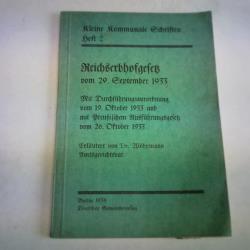 Kleine Kommunale Schriften
Heft 2
Reichserbhofgesetz
vom 29. September 1933
Mit Durchführungsverordnung
vom 19. Oktober 1933 und
mit Preußischem Ausführungsgesetz
vom 26. Oktober 1933
Erläutert von Dr. Wöhrmann
Amtsgerichtsrat
Berlin 1933
Deutscher Gemeindeverlag